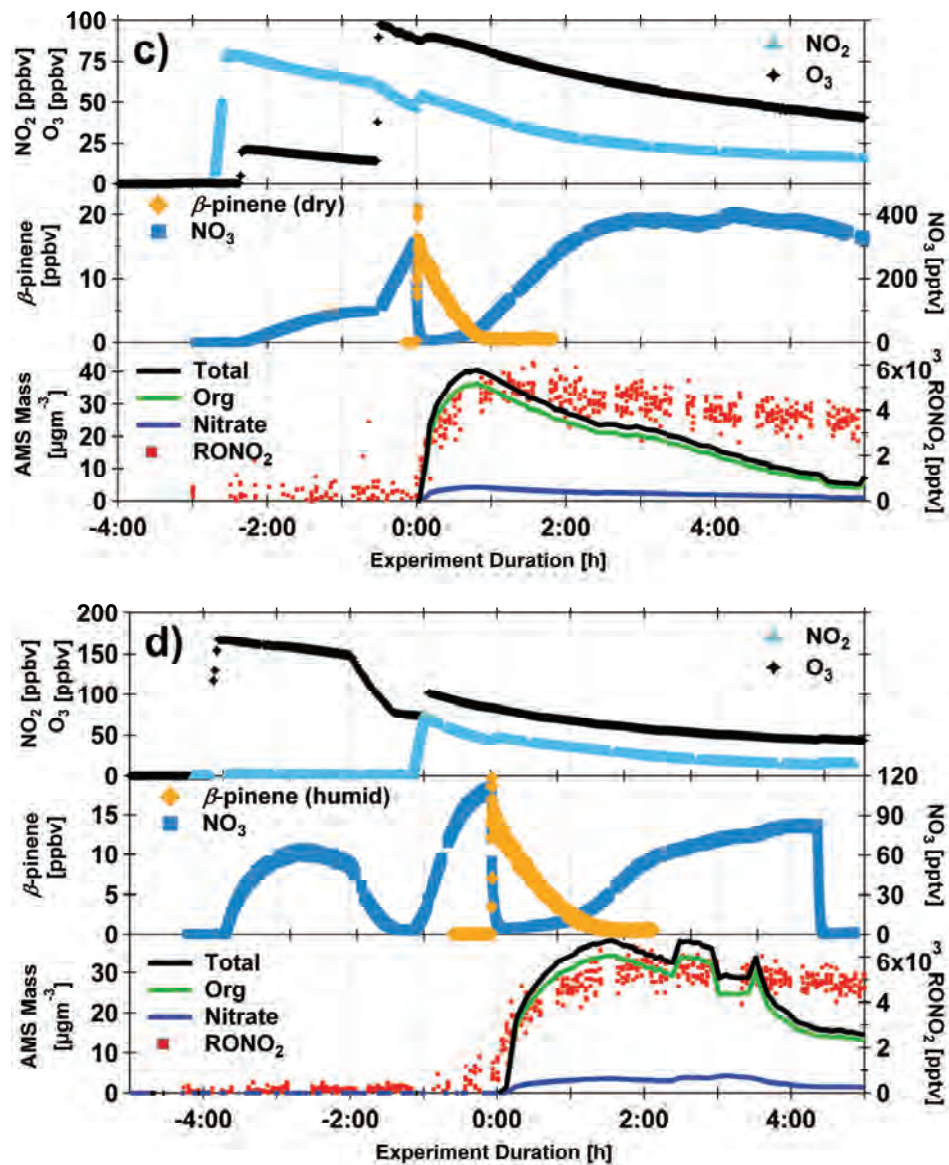 c)
NO2 [ppbv]
O3 [ppbv]
100
75
50
25
0
NO2
O3
β-pinene
[ppbv]
20
10
0
β-pinene (dry)
NO3
400
200
0
NO3 [pptv]
AMS Mass
[µgm-3]
40
30
20
10
0
Total
Org
Nitrate
RONO2
6x10 3
4
2
0
RONO2 [pptv]
-4:00 -2:00 0:00 2:00 4:00
Experiment Duration [h]
d)
NO2 [ppbv]
O3 [ppbv]
200
150
100
50
0
NO2
O3
β-pinene
[ppbv]
15
10
5
0
β-pinene (humid)
NO3
120
90
60
30
0
NO3 [pptv]
AMS Mass
[µgm-3]
30
20
10
0
Total
Org
Nitrate
RONO2
6x10 3
4
2
0
RONO2 [pptv]
-4:00 -2:00 0:00 2:00 4:00
Experiment Duration [h]